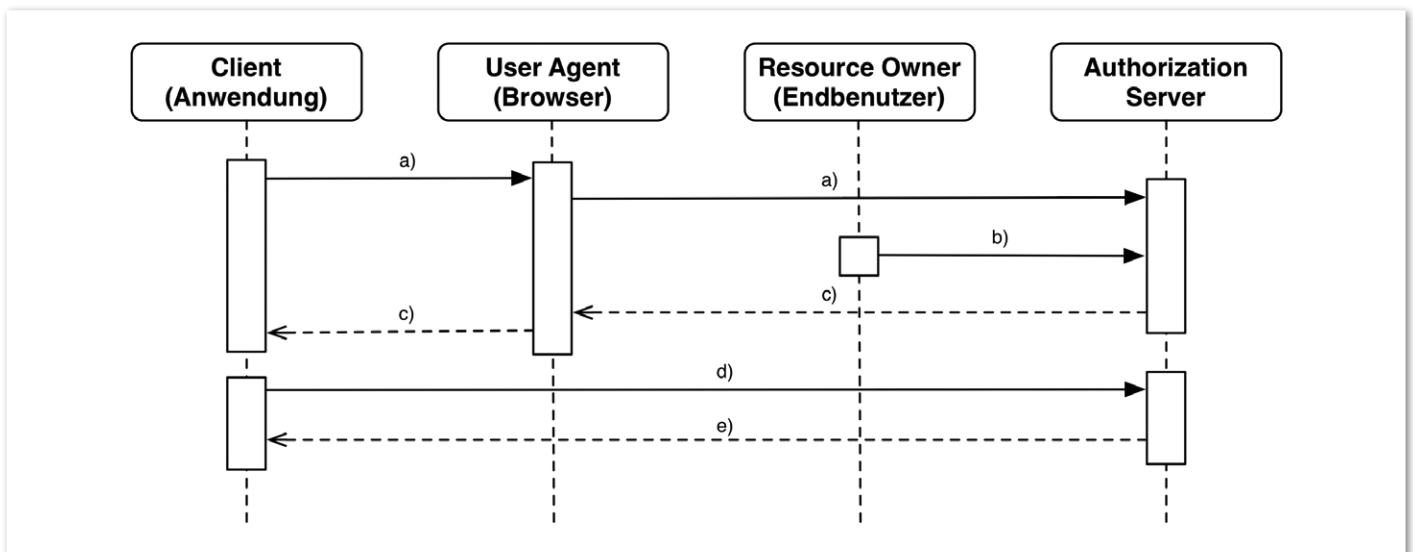 Client
(Anwendung)
User Agent
(Browser)
Resource Owner
(Endbenutzer)
Authorization
Server
a)
a)
b)
c)
c)
d)
e)